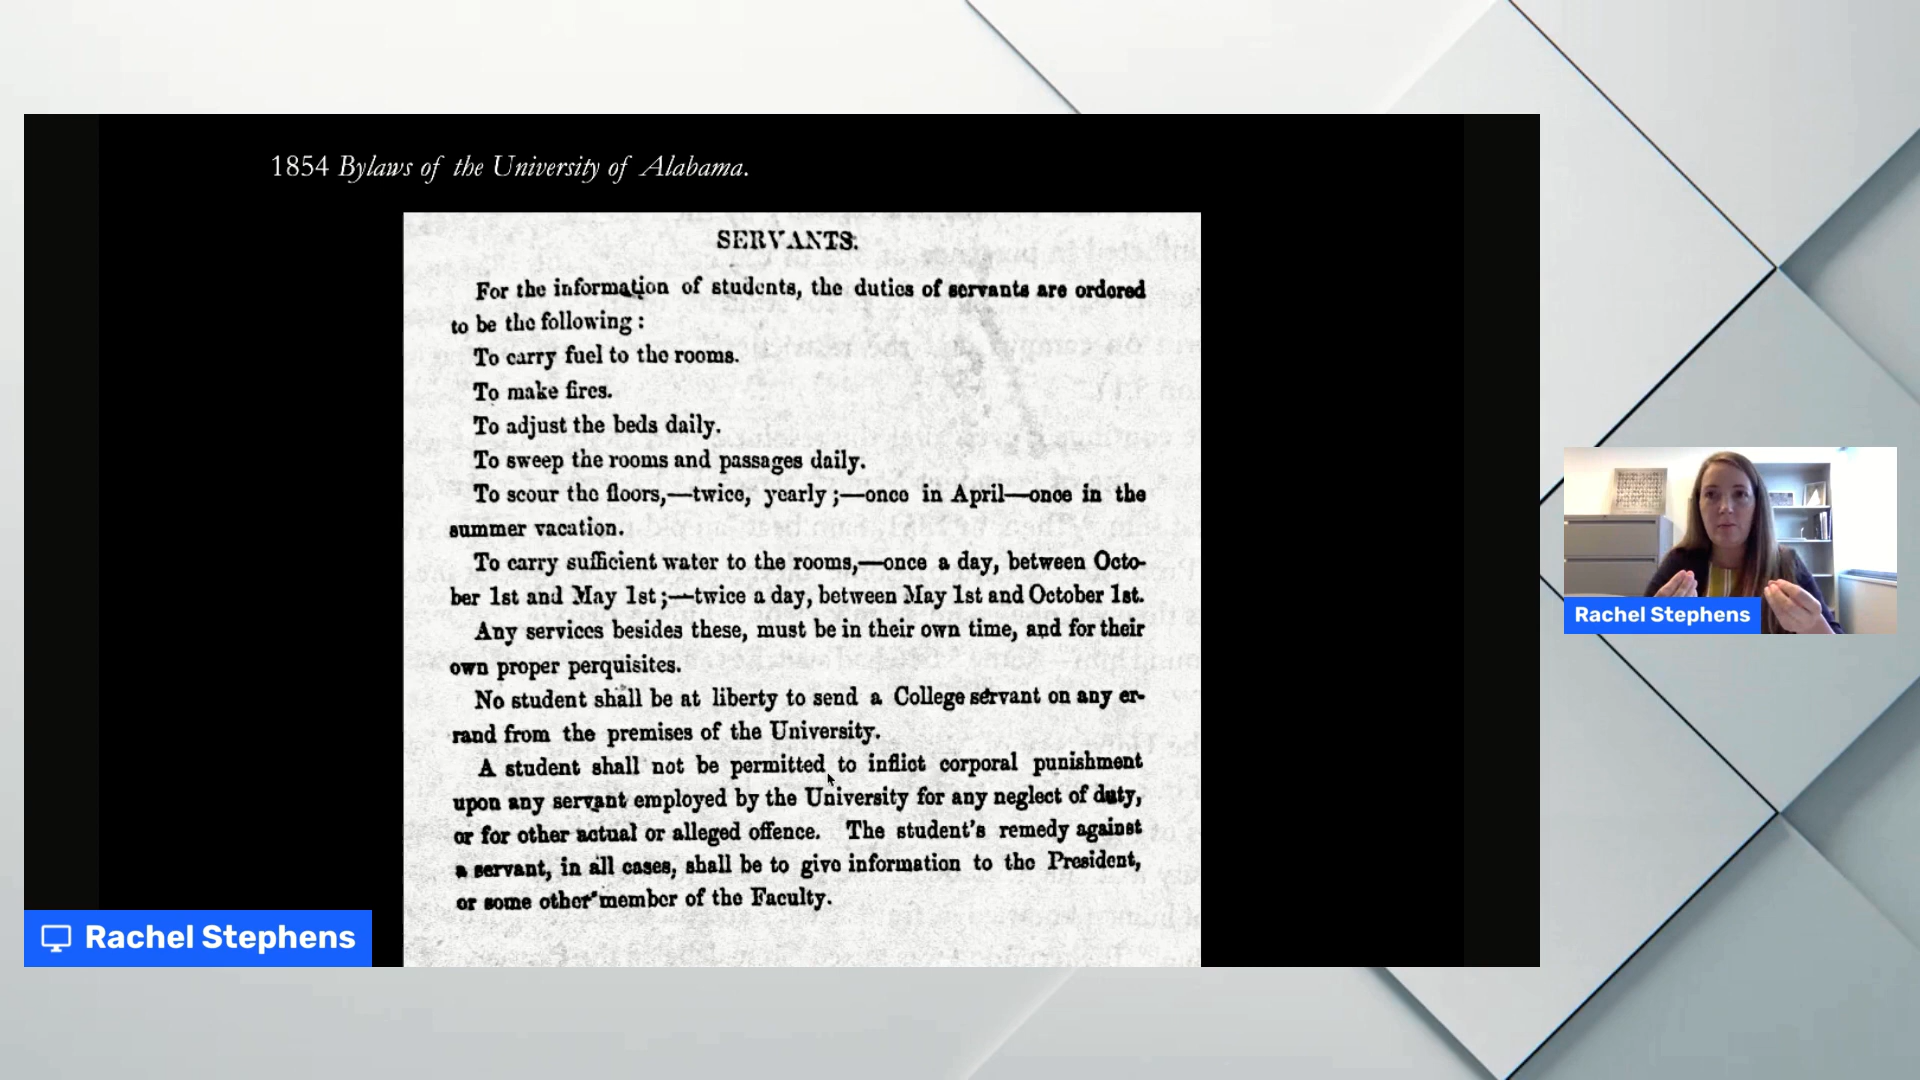 1854 Bylaws of the University of Alabama.
SERVANTS.
For the information of students, the duties of servants are ordered
to be the following :
To carry fuel to the rooms.
To make fires.
To adjust the beds daily.
To sweep the rooms and passages daily.
To scour the floors,—twice, yearly ;—once in April—once in the
summer vacation.
To carry sufficient water to the rooms,—once a day, between Octo-
ber 1st and May 1st ;—twice a day, between May 1st and October 1st.
Any services besides these, must be in their own time, and for their
own proper perquisites.
No student shall be at liberty to send a College servant on any er-
rand from the premises of the University.
A student shall not be permitted to inflict corporal punishment
upon any servant employed by the University for any neglect of duty,
or for other actual or alleged offence. The student's remedy against
a servant, in all cases, shall be to give information to the President,
or some other member of the Faculty.
Rachel Stephens
Rachel Stephens